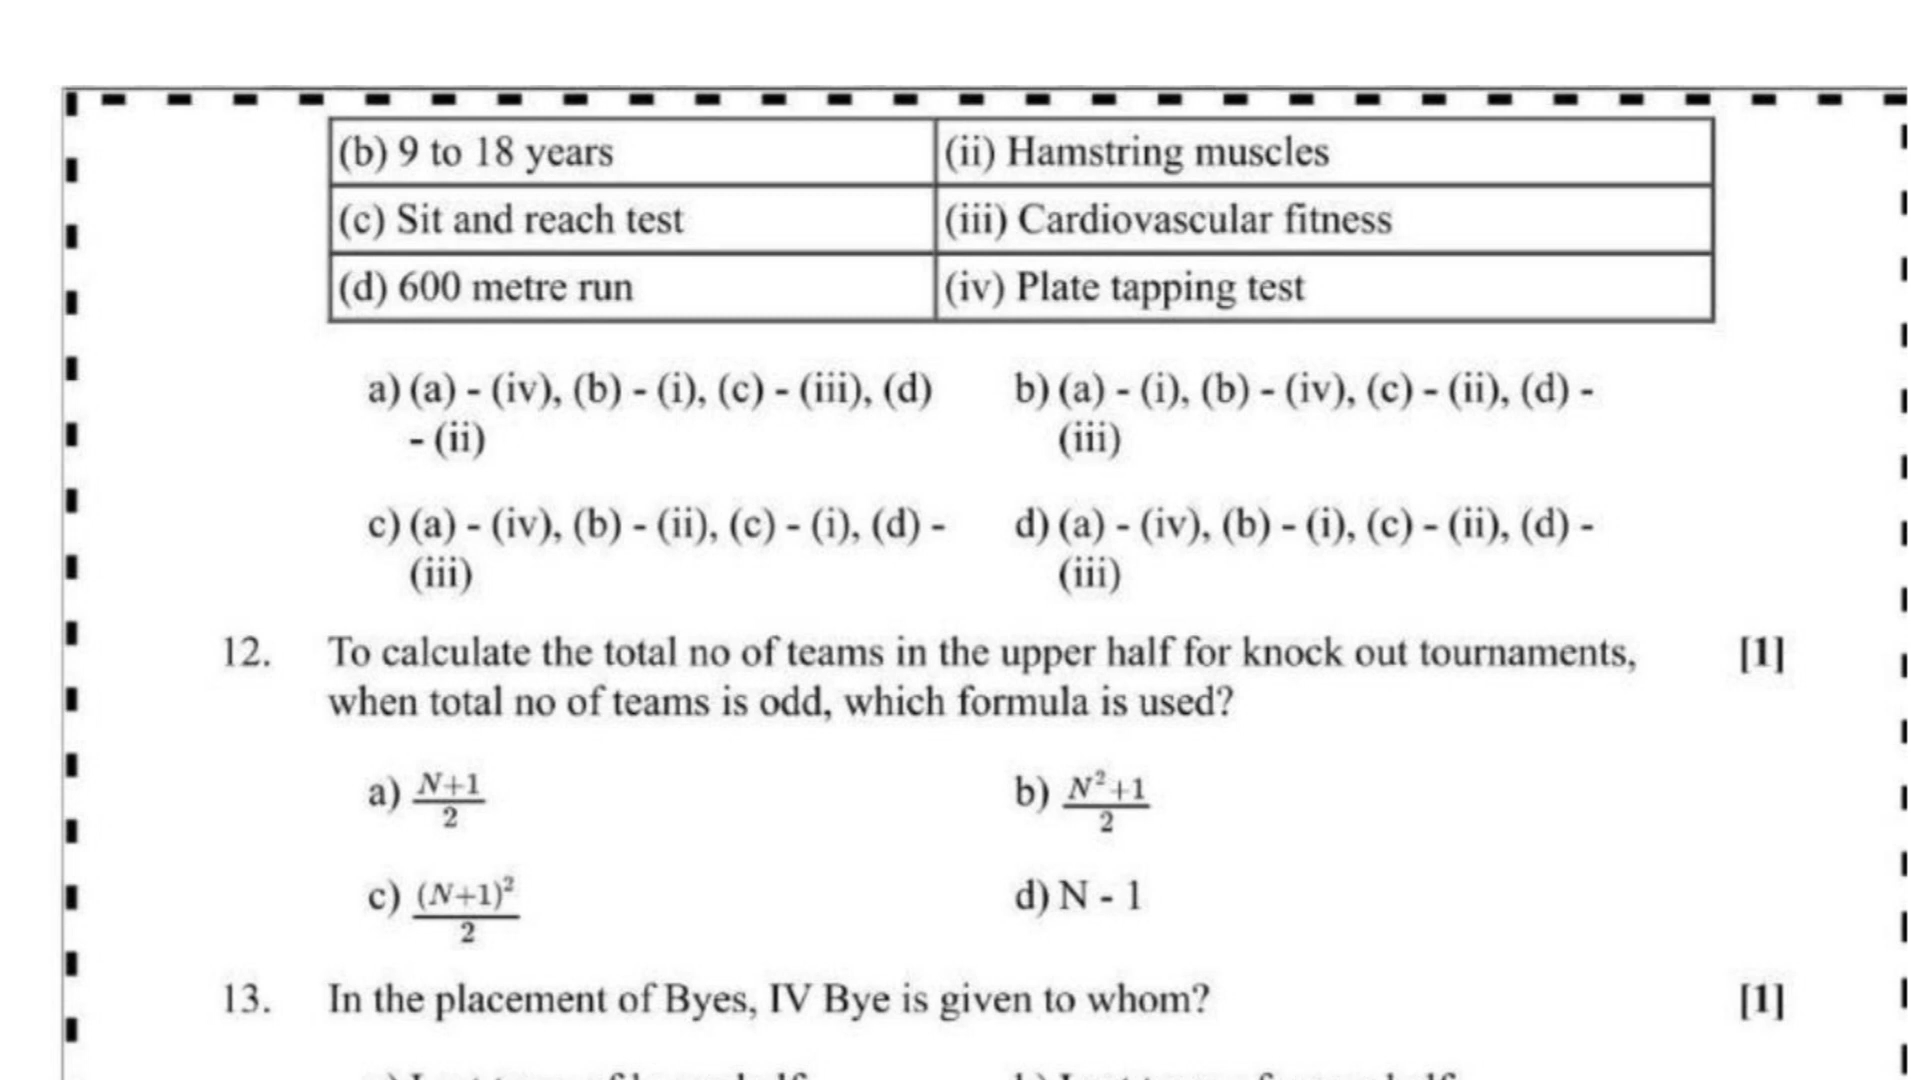 (b) 9 to 18 years (ii) Hamstring muscles
(c) Sit and reach test (iii) Cardiovascular fitness
(d) 600 metre run (iv) Plate tapping test
a) (a) - (iv), (b) - (i), (c) - (iii), (d) b) (a) - (i), (b) - (iv), (c) - (ii), (d) -
- (ii) (iii)
c) (a) - (iv), (b) - (ii), (c) - (i), (d) - d) (a) - (iv), (b) - (i), (c) - (ii), (d) -
(iii) (iii)
12. To calculate the total no of teams in the upper half for knock out tournaments, [1]
when total no of teams is odd, which formula is used?
a) (N+1)/2 b) (N²+1)/2
c) (N+1)²/2 d) N - 1
13. In the placement of Byes, IV Bye is given to whom? [1]